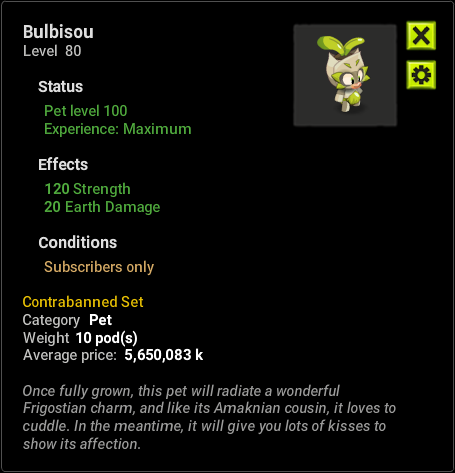 Bulbisou
Level 80
Status
Pet level 100
Experience: Maximum
Effects
120 Strength
20 Earth Damage
Conditions
Subscribers only
Contrabanned Set
Category Pet
Weight 10 pod(s)
Average price: 5,650,083 k
Once fully grown, this pet will radiate a wonderful
Frigostian charm, and like its Amaknian cousin, it loves to
cuddle. In the meantime, it will give you lots of kisses to
show its affection.